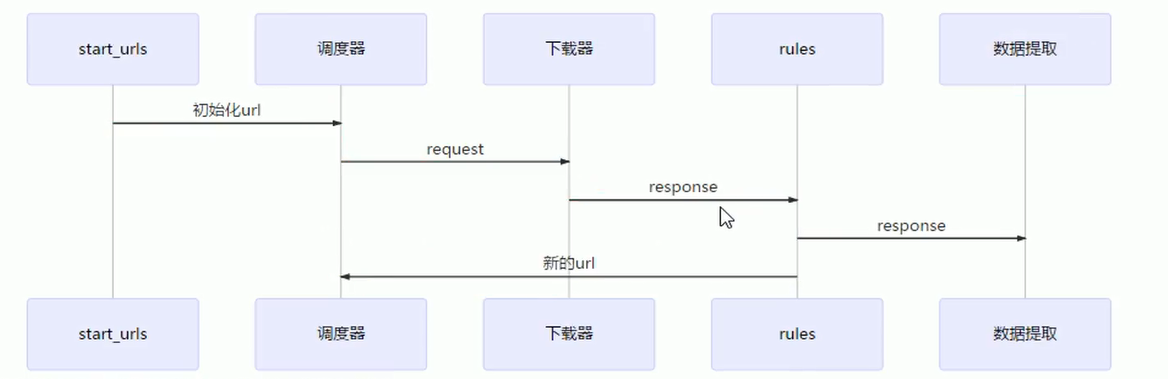 start_urls
调度器
下载器
rules
数据提取
初始化url
request
response
response
新的url
start_urls
调度器
下载器
rules
数据提取